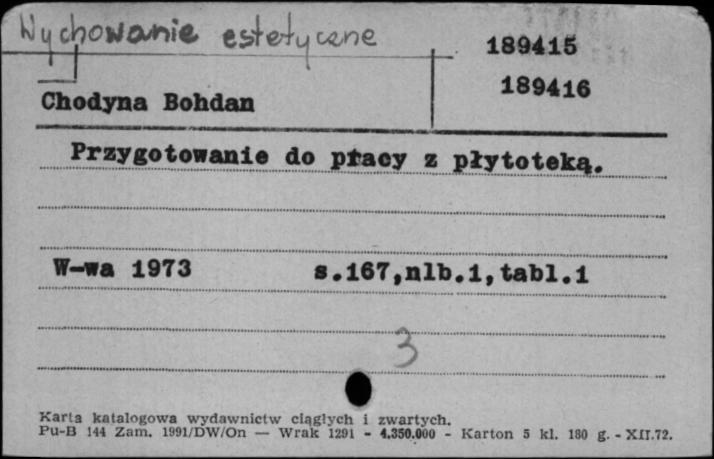 Wychowanie estetyczne
189415
189416
Chodyna Bohdan
Przygotowanie do pracy z płytoteką.
W-wa 1973 s.167,nlb.1,tabl.1
3
Karta katalogowa wydawnictw ciągłych i zwartych.
Pu-B 144 Zam. 1991/DW/On — Wrak 1291 - 4.350.000 - Karton 5 kl. 180 g. - XII.72.